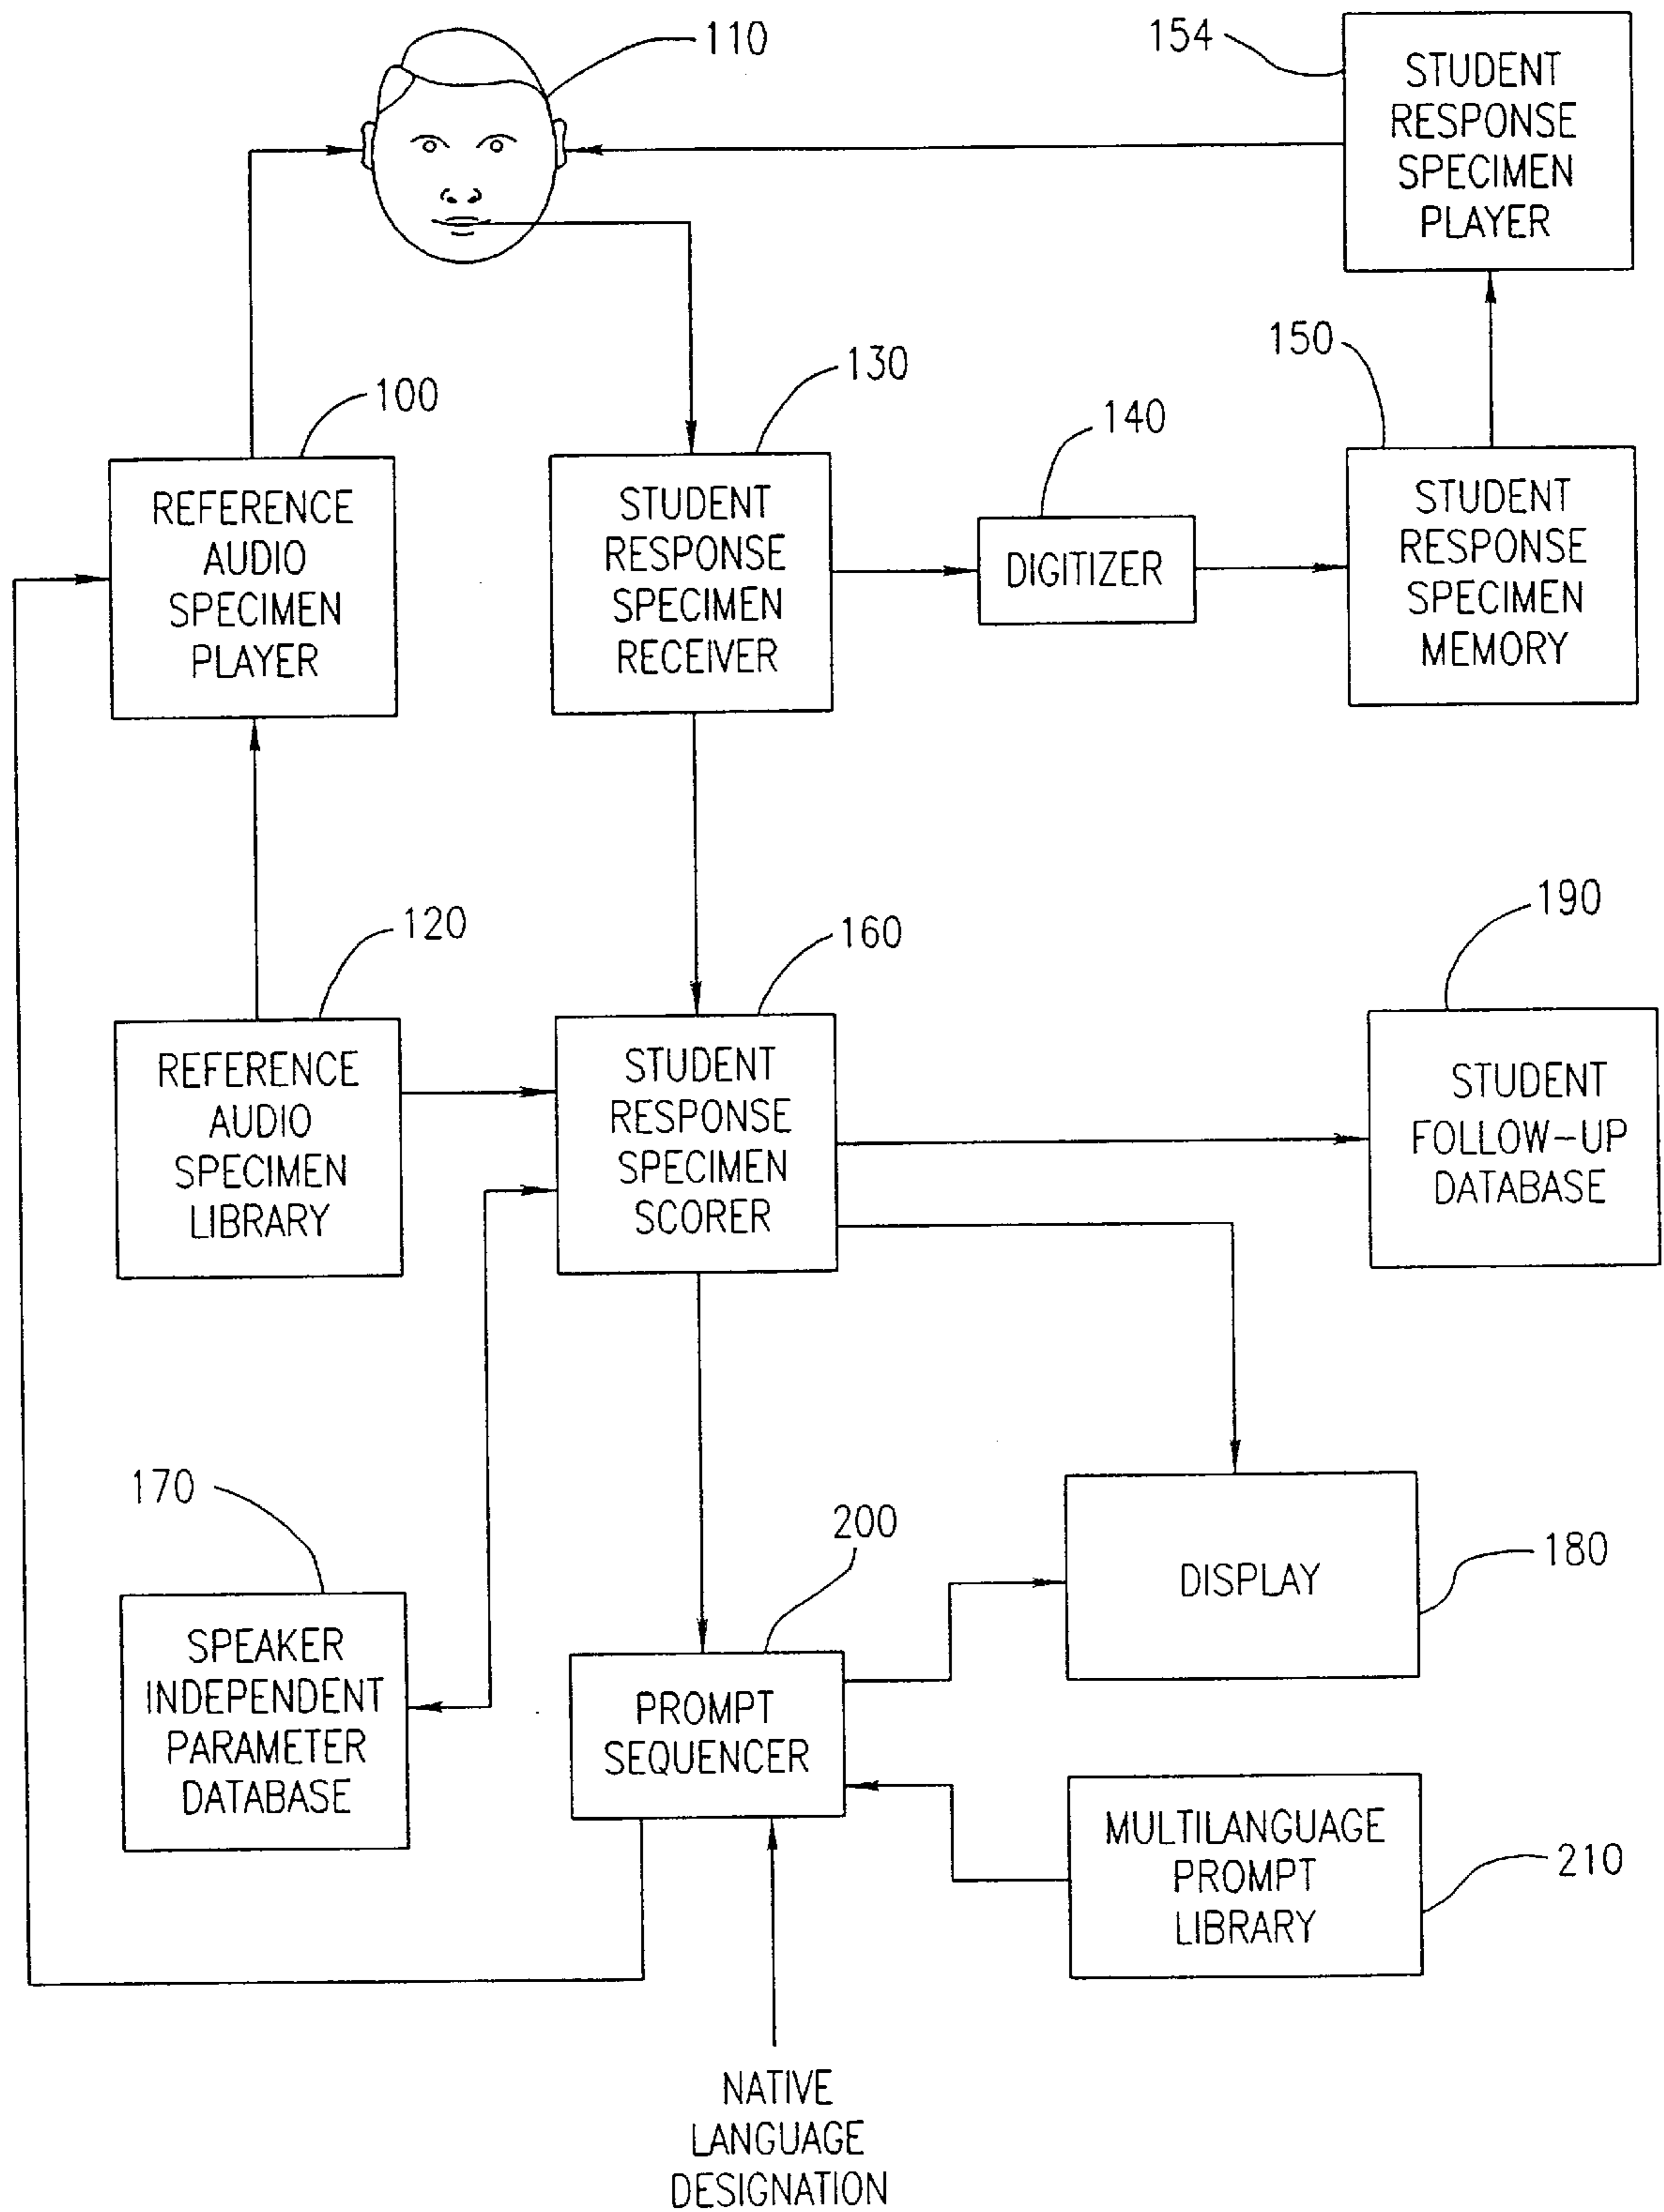 110
154
STUDENT
RESPONSE
SPECIMEN
PLAYER
100
REFERENCE
AUDIO
SPECIMEN
PLAYER
130
STUDENT
RESPONSE
SPECIMEN
RECEIVER
140
DIGITIZER
150
STUDENT
RESPONSE
SPECIMEN
MEMORY
120
REFERENCE
AUDIO
SPECIMEN
LIBRARY
160
STUDENT
RESPONSE
SPECIMEN
SCORER
190
STUDENT
FOLLOW-UP
DATABASE
170
SPEAKER
INDEPENDENT
PARAMETER
DATABASE
200
PROMPT
SEQUENCER
DISPLAY
180
MULTILANGUAGE
PROMPT
LIBRARY
210
NATIVE
LANGUAGE
DESIGNATION